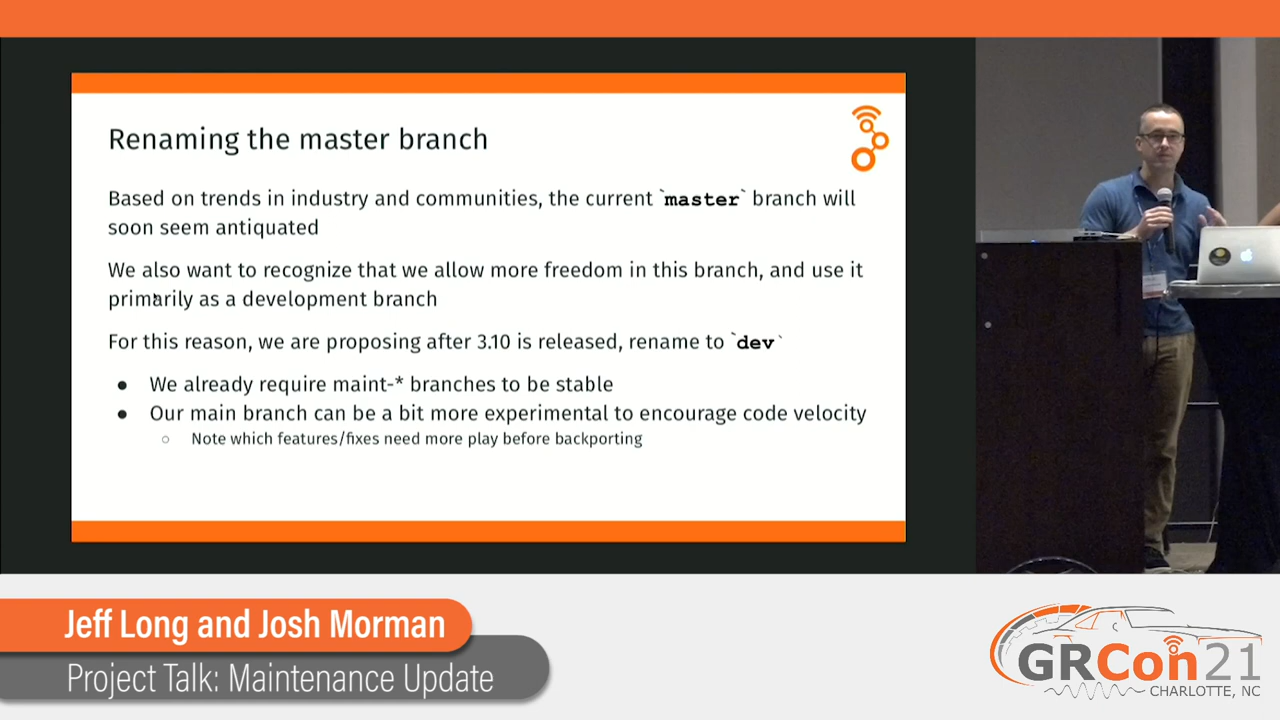 Renaming the master branch
Based on trends in industry and communities, the current `master` branch will
soon seem antiquated
We also want to recognize that we allow more freedom in this branch, and use it
primarily as a development branch
For this reason, we are proposing after 3.10 is released, rename to `dev`
● We already require maint-* branches to be stable
● Our main branch can be a bit more experimental to encourage code velocity
○ Note which features/fixes need more play before backporting
Jeff Long and Josh Morman
Project Talk: Maintenance Update
GRCon21
CHARLOTTE, NC